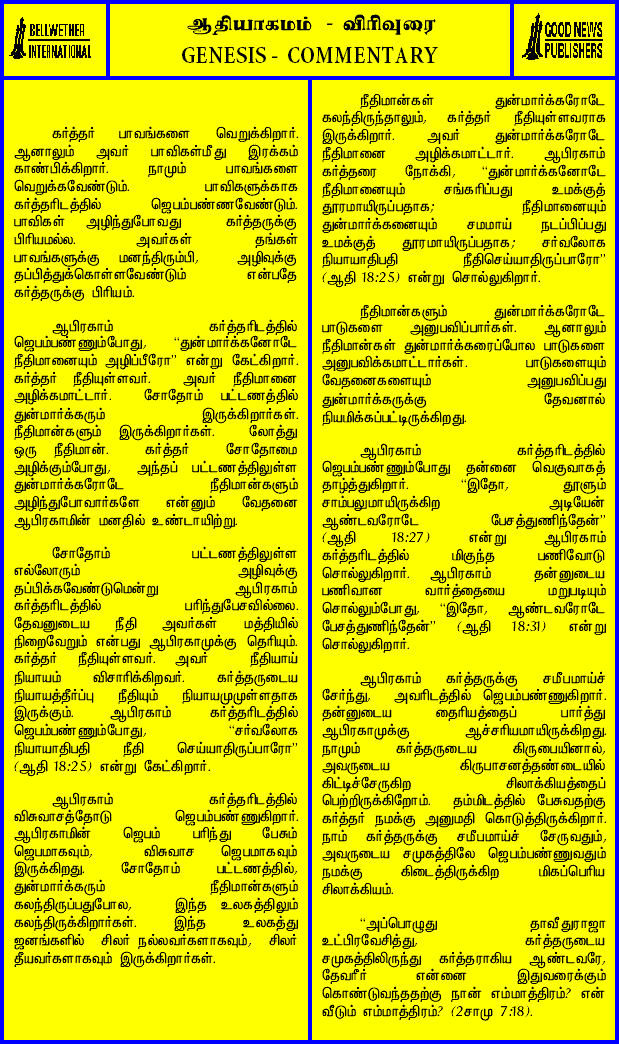 BELLWETHER
INTERNATIONAL
ஆதியாகமம் - விரிவுரை
GENESIS - COMMENTARY
GOOD NEWS
PUBLISHERS
கர்த்தர் பாவங்களை வெறுக்கிறார்.
ஆனாலும் அவர் பாவிகள்மீது இரக்கம்
காண்பிக்கிறார். நாமும் பாவங்களை
வெறுக்கவேண்டும். பாவிகளுக்காக
கர்த்தரிடத்தில் ஜெபம்பண்ணவேண்டும்.
பாவிகள் அழிந்துபோவது கர்த்தருக்கு
பிரியமல்ல. அவர்கள் தங்கள்
பாவங்களுக்கு மனந்திரும்பி, அழிவுக்கு
தப்பித்துக்கொள்ளவேண்டும் என்பதே
கர்த்தருக்கு பிரியம்.
ஆபிரகாம் கர்த்தரிடத்தில்
ஜெபம்பண்ணும்போது, “துன்மார்க்கனோடே
நீதிமானையும் அழிப்பீரோ” என்று கேட்கிறார்.
கர்த்தர் நீதியுள்ளவர். அவர் நீதிமானை
அழிக்கமாட்டார். சோதோம் பட்டணத்தில்
துன்மார்க்கரும் இருக்கிறார்கள்.
நீதிமான்களும் இருக்கிறார்கள். லோத்து
ஒரு நீதிமான். கர்த்தர் சோதோமை
அழிக்கும்போது, அந்தப் பட்டணத்திலுள்ள
துன்மார்க்கரோடே நீதிமான்களும்
அழிந்துபோவார்களே என்னும் வேதனை
ஆபிரகாமின் மனதில் உண்டாயிற்று.
சோதோம் பட்டணத்திலுள்ள
எல்லோரும் அழிவுக்கு
தப்பிக்கவேண்டுமென்று ஆபிரகாம்
கர்த்தரிடத்தில் பரிந்துபேசவில்லை.
தேவனுடைய நீதி அவர்கள் மத்தியில்
நிறைவேறும் என்பது ஆபிரகாமுக்கு தெரியும்.
கர்த்தர் நீதியுள்ளவர். அவர் நீதியாய்
நியாயம் விசாரிக்கிறவர். கர்த்தருடைய
நியாயத்தீர்ப்பு நீதியும் நியாயமுமுள்ளதாக
இருக்கும். ஆபிரகாம் கர்த்தரிடத்தில்
ஜெபம்பண்ணும்போது, “சர்வலோக
நியாயாதிபதி நீதி செய்யாதிருப்பாரோ”
(ஆதி 18:25) என்று கேட்கிறார்.
ஆபிரகாம் கர்த்தரிடத்தில்
விசுவாசத்தோடு ஜெபம்பண்ணுகிறார்.
ஆபிரகாமின் ஜெபம் பரிந்து பேசும்
ஜெபமாகவும், விசுவாச ஜெபமாகவும்
இருக்கிறது. சோதோம் பட்டணத்தில்,
துன்மார்க்கரும் நீதிமான்களும்
கலந்திருப்பதுபோல, இந்த உலகத்திலும்
கலந்திருக்கிறார்கள். இந்த உலகத்து
ஜனங்களில் சிலர் நல்லவர்களாகவும், சிலர்
தீயவர்களாகவும் இருக்கிறார்கள்.
நீதிமான்கள் துன்மார்க்கரோடே
கலந்திருந்தாலும், கர்த்தர் நீதியுள்ளவராக
இருக்கிறார். அவர் துன்மார்க்கரோடே
நீதிமானை அழிக்கமாட்டார். ஆபிரகாம்
கர்த்தரை நோக்கி, “துன்மார்க்கனோடே
நீதிமானையும் சங்கரிப்பது உமக்குத்
தூரமாயிருப்பதாக; நீதிமானையும்
துன்மார்க்கனையும் சமமாய் நடப்பிப்பது
உமக்குத் தூரமாயிருப்பதாக; சர்வலோக
நியாயாதிபதி நீதிசெய்யாதிருப்பாரோ”
(ஆதி 18:25) என்று சொல்லுகிறார்.
நீதிமான்களும் துன்மார்க்கரோடே
பாடுகளை அனுபவிப்பார்கள். ஆனாலும்
நீதிமான்கள் துன்மார்க்கரைப்போல பாடுகளை
அனுபவிக்கமாட்டார்கள். பாடுகளையும்
வேதனைகளையும் அனுபவிப்பது
துன்மார்க்கருக்கு தேவனால்
நியமிக்கப்பட்டிருக்கிறது.
ஆபிரகாம் கர்த்தரிடத்தில்
ஜெபம்பண்ணும்போது தன்னை வெகுவாகத்
தாழ்த்துகிறார். “இதோ, தூளும்
சாம்பலுமாயிருக்கிற அடியேன்
ஆண்டவரோடே பேசத்துணிந்தேன்”
(ஆதி 18:27) என்று ஆபிரகாம்
கர்த்தரிடத்தில் மிகுந்த பணிவோடு
சொல்லுகிறார். ஆபிரகாம் தன்னுடைய
பணிவான வார்த்தையை மறுபடியும்
சொல்லும்போது, “இதோ, ஆண்டவரோடே
பேசத்துணிந்தேன்” (ஆதி 18:31) என்று
சொல்லுகிறார்.
ஆபிரகாம் கர்த்தருக்கு சமீபமாய்ச்
சேர்ந்து, அவரிடத்தில் ஜெபம்பண்ணுகிறார்.
தன்னுடைய தைரியத்தைப் பார்த்து
ஆபிரகாமுக்கு ஆச்சரியமாயிருக்கிறது.
நாமும் கர்த்தருடைய கிருபையினால்,
அவருடைய கிருபாசனத்தண்டையில்
கிட்டிச்சேருகிற சிலாக்கியத்தைப்
பெற்றிருக்கிறோம். தம்மிடத்தில் பேசுவதற்கு
கர்த்தர் நமக்கு அனுமதி கொடுத்திருக்கிறார்.
நாம் கர்த்தருக்கு சமீபமாய்ச் சேருவதும்,
அவருடைய சமுகத்திலே ஜெபம்பண்ணுவதும்
நமக்கு கிடைத்திருக்கிற மிகப்பெரிய
சிலாக்கியம்.
“அப்பொழுது தாவீதுராஜா
உட்பிரவேசித்து, கர்த்தருடைய
சமுகத்திலிருந்து கர்த்தராகிய ஆண்டவரே,
தேவரீர் என்னை இதுவரைக்கும்
கொண்டுவந்ததற்கு நான் எம்மாத்திரம்? என்
வீடும் எம்மாத்திரம்? (2சாமு 7:18).